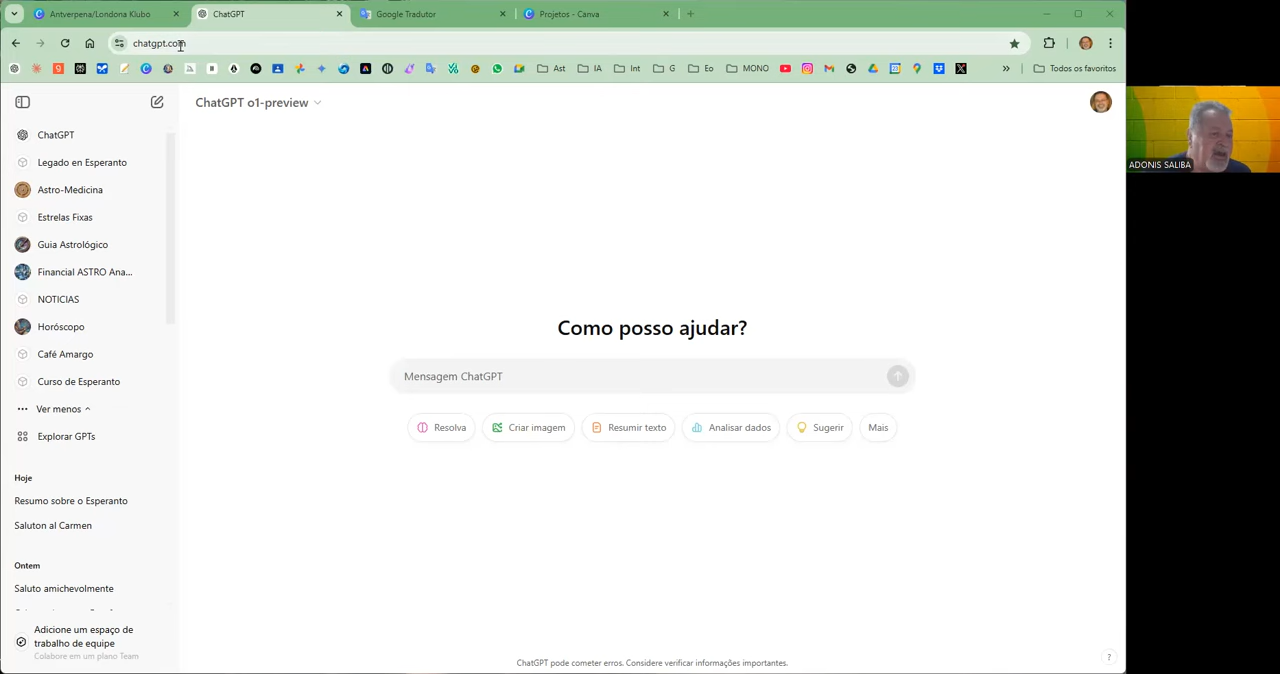 Antverpena/Londona Klubo
ChatGPT
Google Tradutor
Projetos - Canva
chatgpt.com
Ast
IA
Int
G
Eo
MONO
Todos os favoritos
ChatGPT o1-preview
ChatGPT
Legado en Esperanto
Astro-Medicina
Estrelas Fixas
Guia Astrológico
Financial ASTRO Ana...
NOTICIAS
Horóscopo
Café Amargo
Curso de Esperanto
Ver menos
Explorar GPTs
Hoje
Resumo sobre o Esperanto
Saluton al Carmen
Ontem
Saluto amichevolmente
Adicione um espaço de
trabalho de equipe
Colabore em um plano Team
Como posso ajudar?
Mensagem ChatGPT
Resolva
Criar imagem
Resumir texto
Analisar dados
Sugerir
Mais
ChatGPT pode cometer erros. Considere verificar informações importantes.
?
ADONIS SALIBA